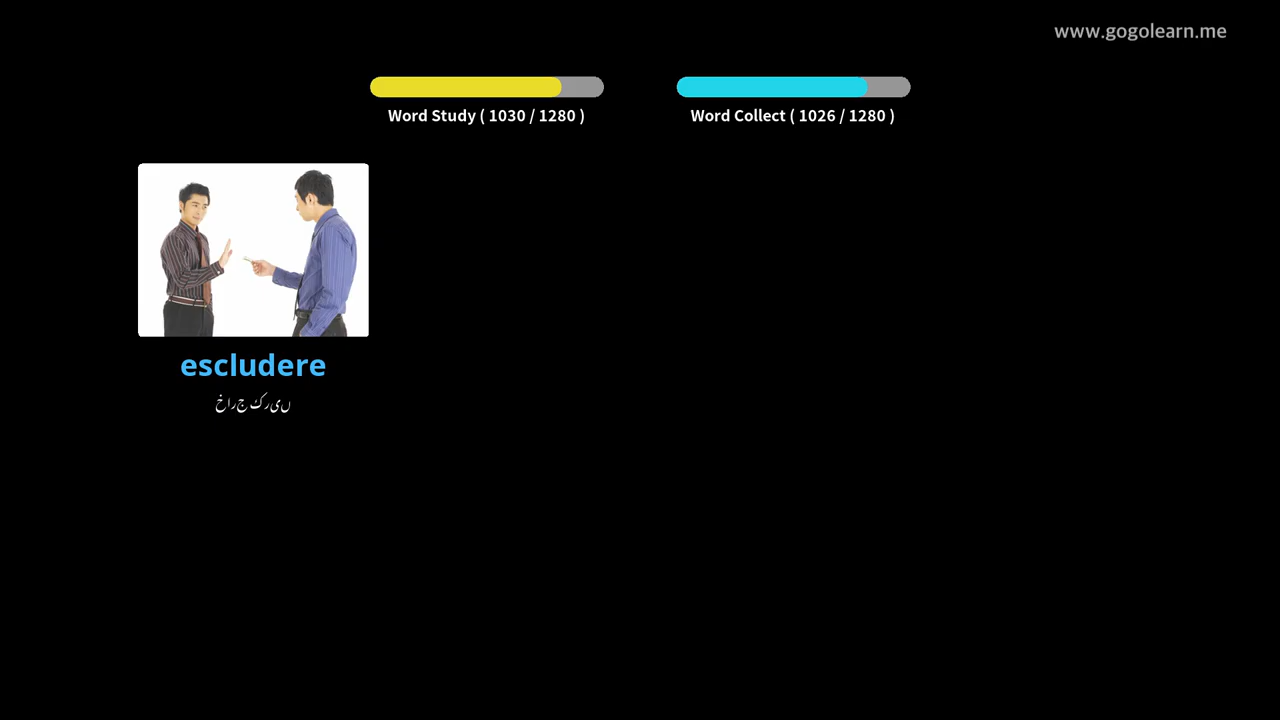 www.gogolearn.me
Word Study ( 1030 / 1280 )
Word Collect ( 1026 / 1280 )
escludere
خارج کریں